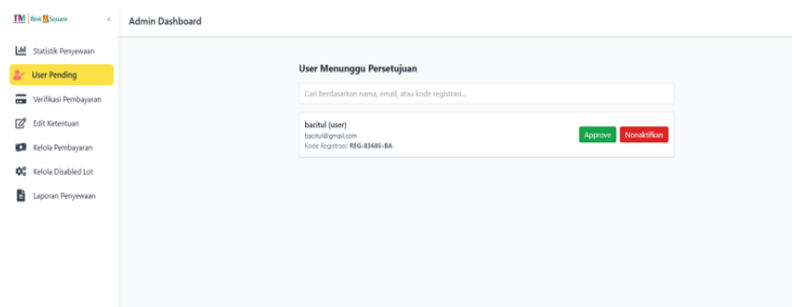 TM Blok M Square
Admin Dashboard
Statistik Penyewaan
User Pending
Verifikasi Pembayaran
Edit Ketentuan
Kelola Pembayaran
Kelola Disabled Lot
Laporan Penyewaan
User Menunggu Persetujuan
Cari berdasarkan nama, email, atau kode registrasi...
bacitul (user)
bacitul@gmail.com
Kode Registrasi: REG-83685-BA
Approve
Nonaktifkan